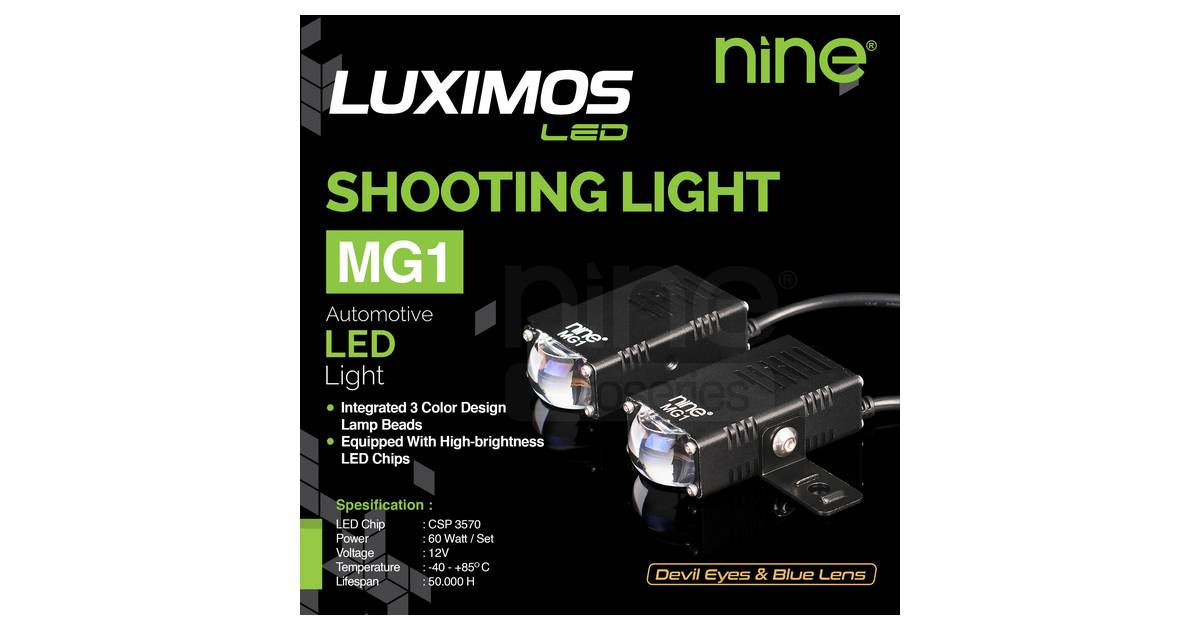 nine®
LUXIMOS
LED
SHOOTING LIGHT
MG1
Automotive
LED
Light
• Integrated 3 Color Design
Lamp Beads
• Equipped With High-brightness
LED Chips
Spesification :
LED Chip : CSP 3570
Power : 60 Watt / Set
Voltage : 12V
Temperature : -40 - +85º C
Lifespan : 50.000 H
nine®
MG1
nine®
MG1
nine®
Devil Eyes & Blue Lens